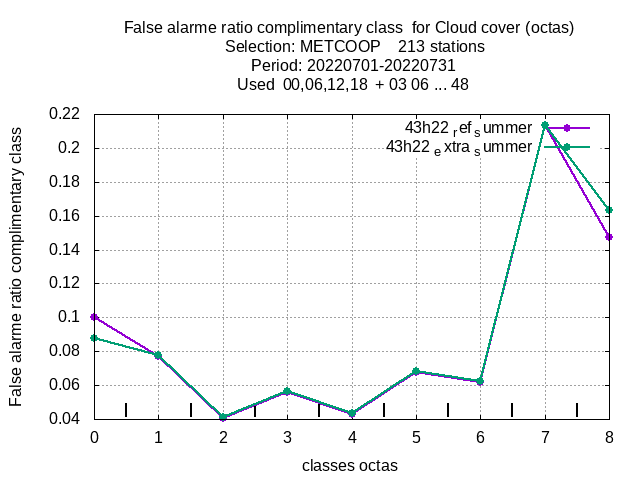 False alarme ratio complimentary class  for Cloud cover (octas)
Selection: METCOOP    213 stations
Period: 20220701-20220731
Used  00,06,12,18  + 03 06 ... 48
False alarme ratio complimentary class
0.22
0.2
0.18
0.16
0.14
0.12
0.1
0.08
0.06
0.04
43h22 ref summer
43h22 extra summer
0 1 2 3 4 5 6 7 8
classes octas